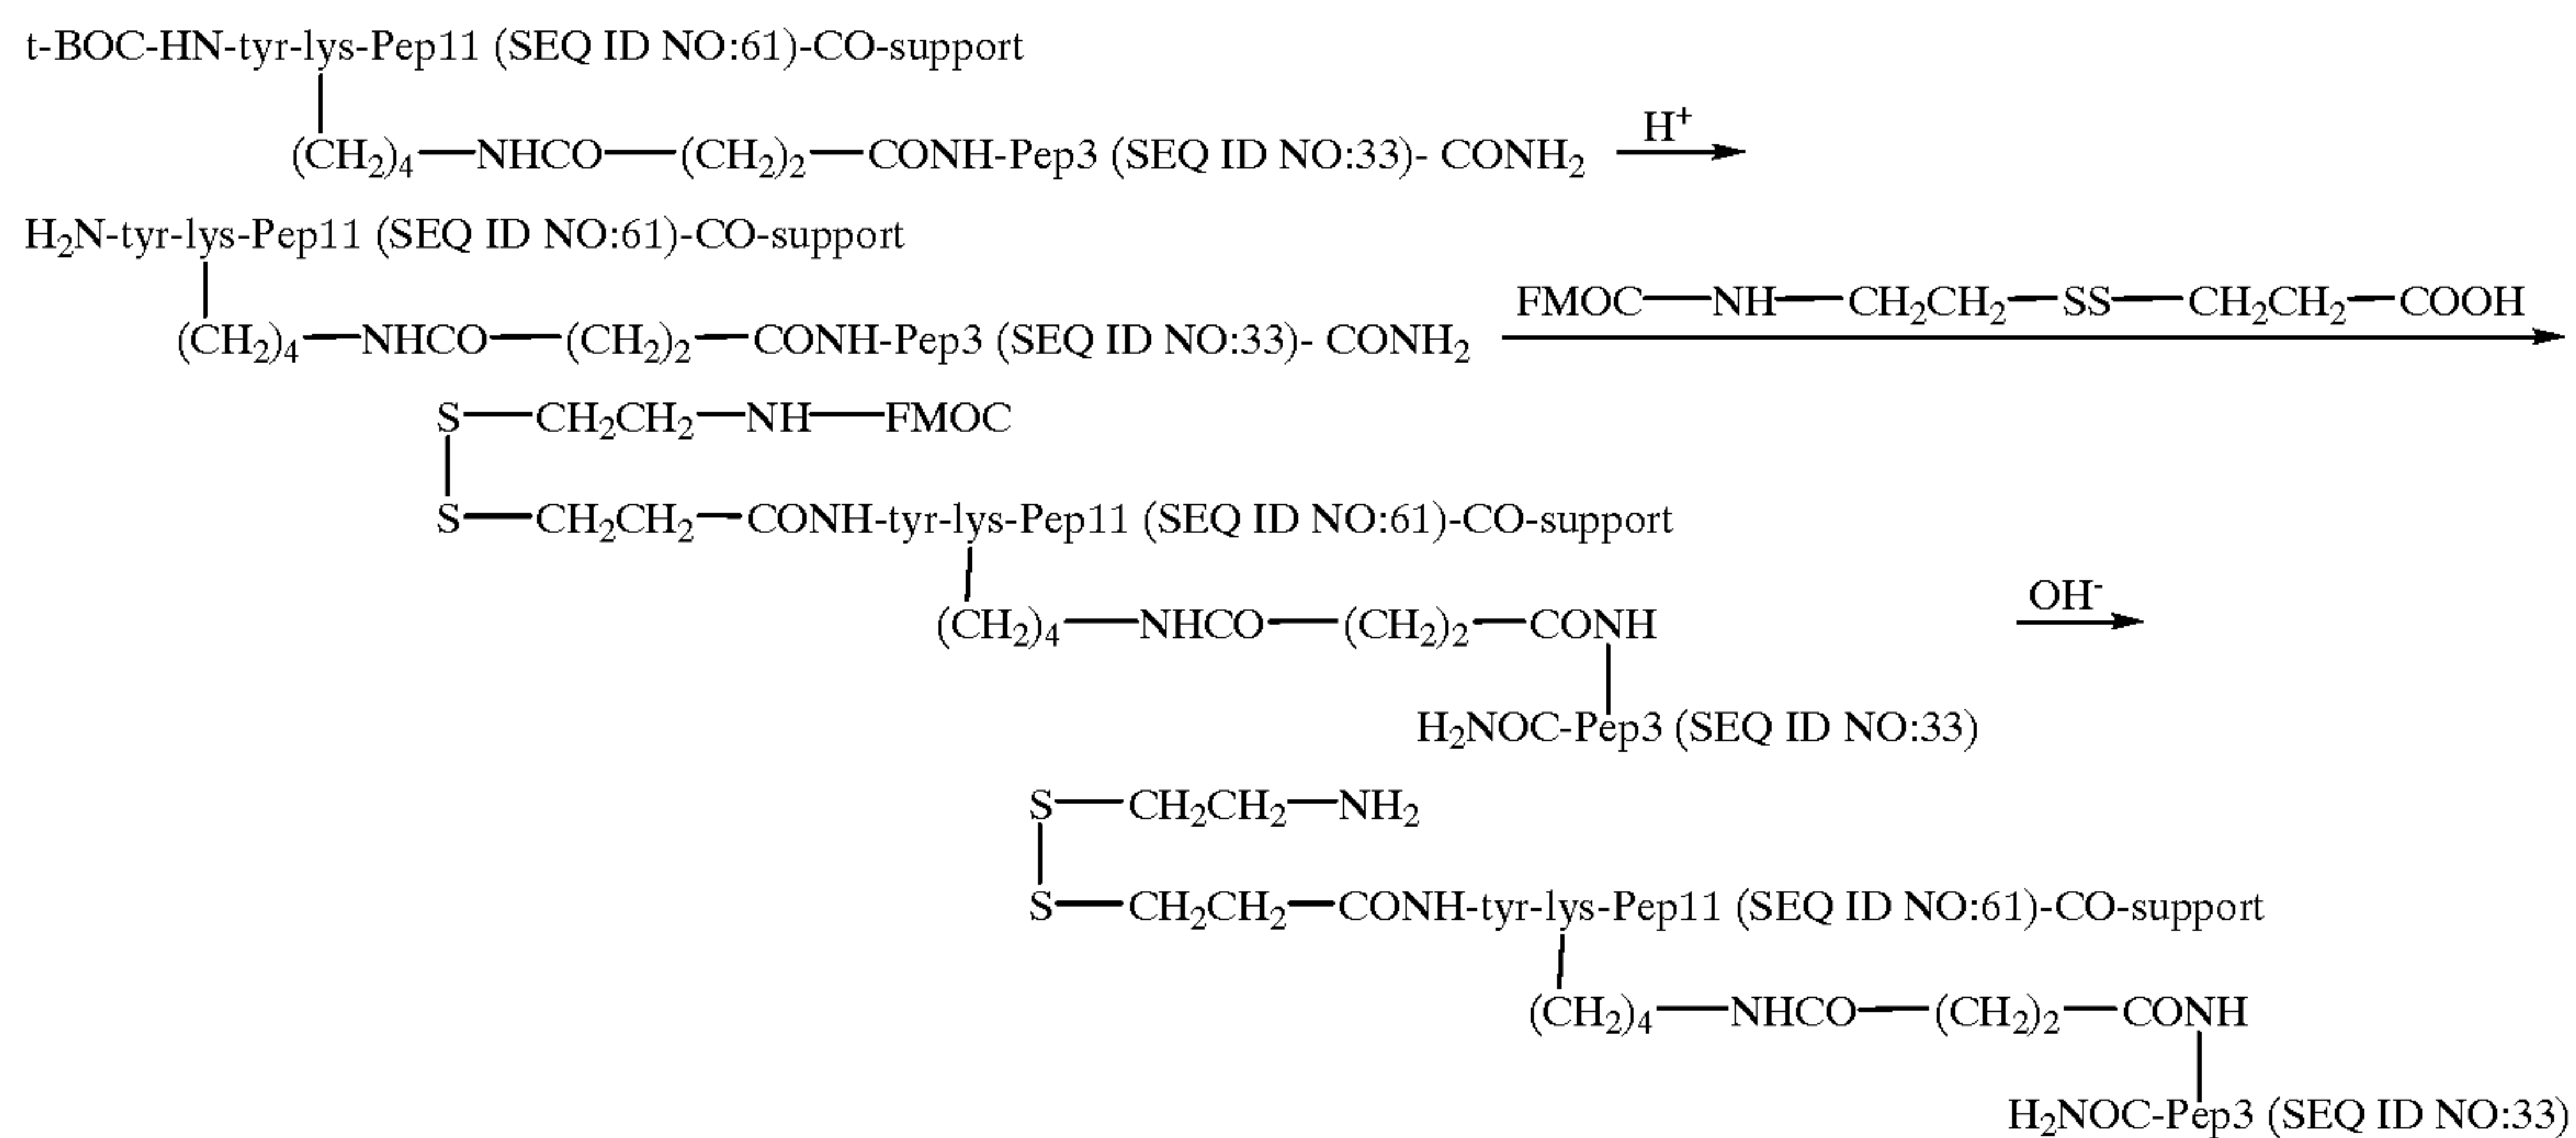 t-BOC-HN-tyr-lys-Pep11 (SEQ ID NO:61)-CO-support
(CH₂)₄—NHCO—(CH₂)₂—CONH-Pep3 (SEQ ID NO:33)- CONH₂ H⁺
H₂N-tyr-lys-Pep11 (SEQ ID NO:61)-CO-support
FMOC—NH—CH₂CH₂—SS—CH₂CH₂—COOH
(CH₂)₄—NHCO—(CH₂)₂—CONH-Pep3 (SEQ ID NO:33)- CONH₂
S—CH₂CH₂—NH—FMOC
S—CH₂CH₂—CONH-tyr-lys-Pep11 (SEQ ID NO:61)-CO-support
(CH₂)₄—NHCO—(CH₂)₂—CONH OH⁻
H₂NOC-Pep3 (SEQ ID NO:33)
S—CH₂CH₂—NH₂
S—CH₂CH₂—CONH-tyr-lys-Pep11 (SEQ ID NO:61)-CO-support
(CH₂)₄—NHCO—(CH₂)₂—CONH
H₂NOC-Pep3 (SEQ ID NO:33)